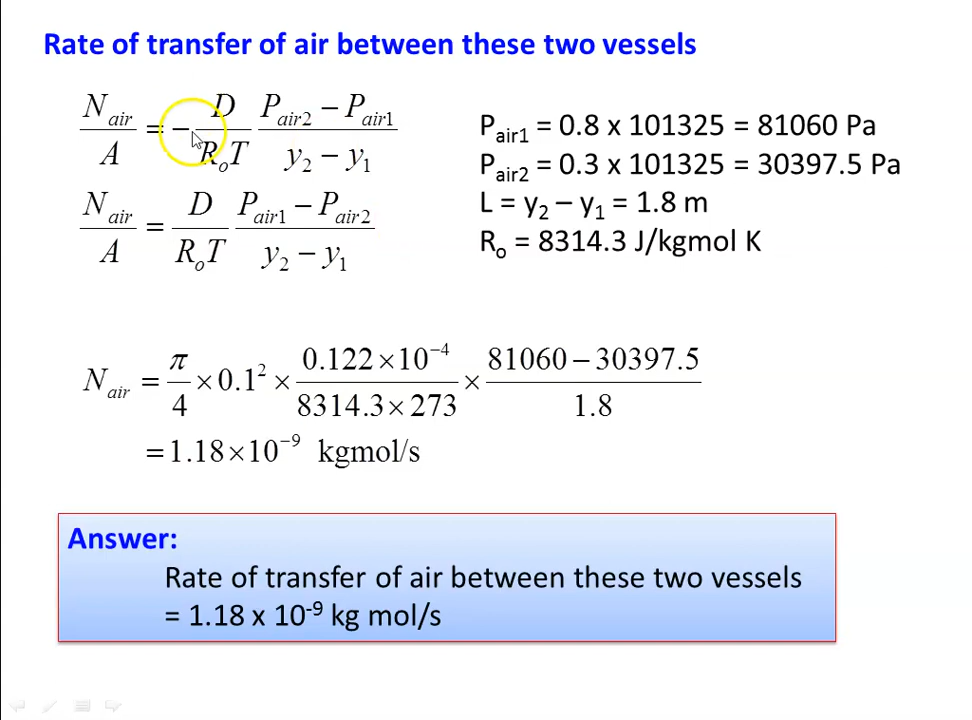 Rate of transfer of air between these two vessels
N_air / A = − D / (R_o T) (P_air2 − P_air1) / (y_2 − y_1)
N_air / A = D / (R_o T) (P_air1 − P_air2) / (y_2 − y_1)
P_air1 = 0.8 x 101325 = 81060 Pa
P_air2 = 0.3 x 101325 = 30397.5 Pa
L = y_2 – y_1 = 1.8 m
R_o = 8314.3 J/kgmol K
N_air = π/4 × 0.1^2 × (0.122 × 10^−4) / (8314.3 × 273) × (81060 − 30397.5) / 1.8
= 1.18 × 10^−9 kgmol/s
Answer:
Rate of transfer of air between these two vessels
= 1.18 x 10^-9 kg mol/s